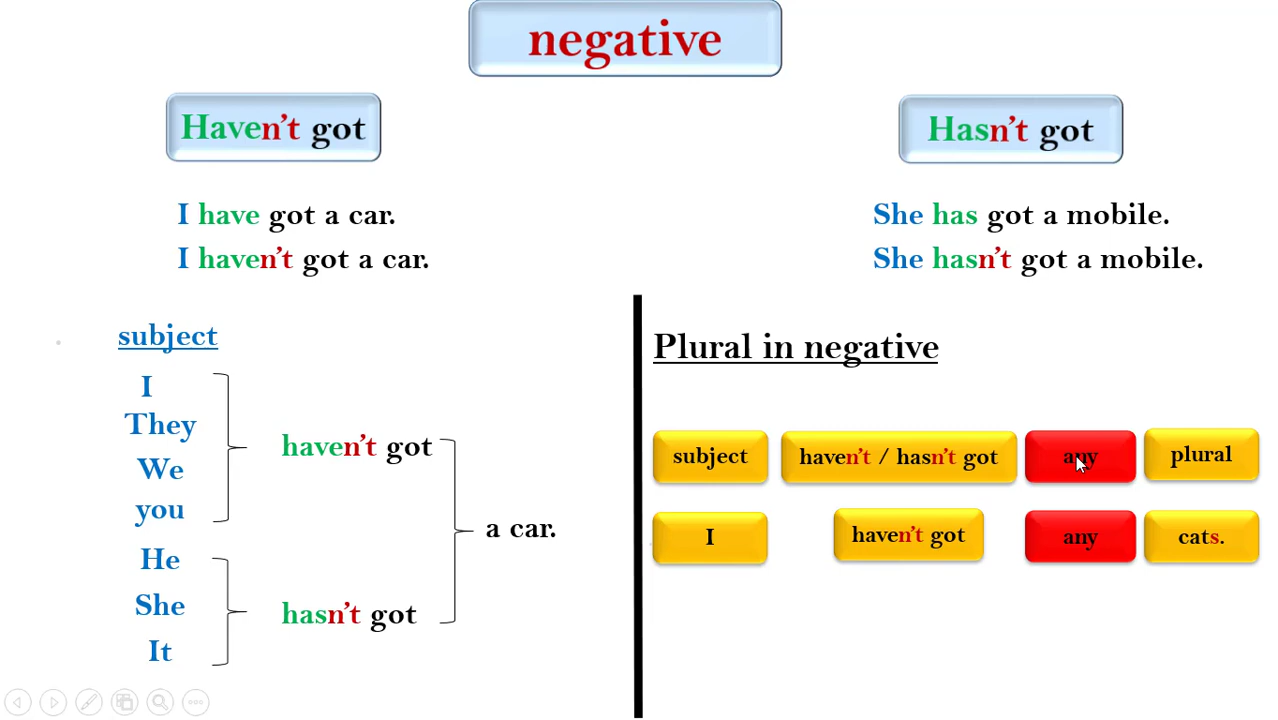 negative
Haven't got
Hasn't got
I have got a car.
I haven't got a car.
She has got a mobile.
She hasn't got a mobile.
subject
I
They
We
you
haven't got
He
She
It
hasn't got
a car.
Plural in negative
subject haven't / hasn't got any plural
I haven't got any cats.